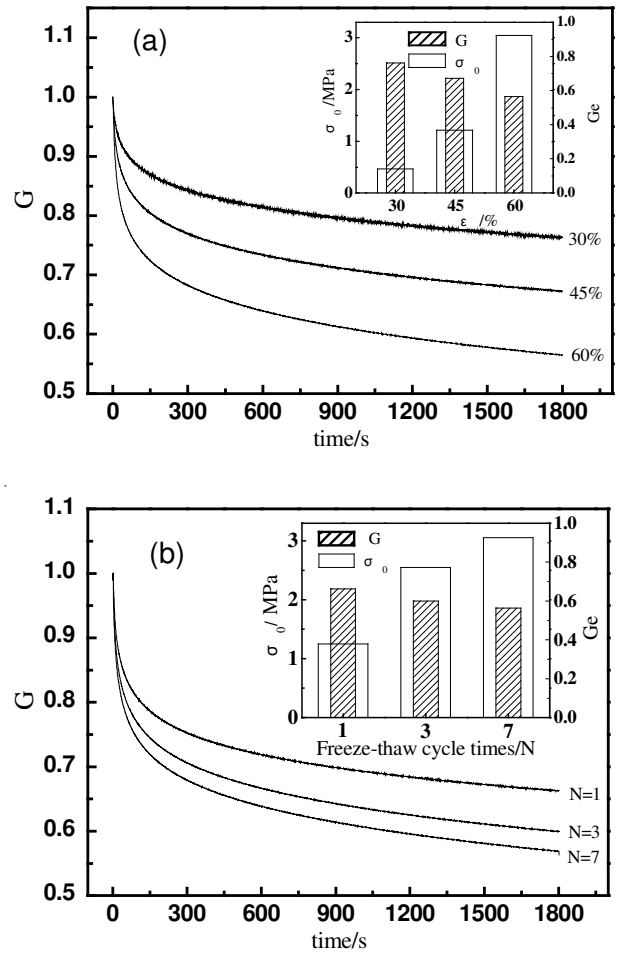 (a)
G
1.1
1.0
0.9
0.8
0.7
0.6
0.5
0 300 600 900 1200 1500 1800
time/s
30%
45%
60%
G
σ 0
σ 0 /MPa
3
2
1
0
1.0
0.8
0.6
0.4
0.2
0.0
Ge
30 45 60
ε /%
(b)
G
1.1
1.0
0.9
0.8
0.7
0.6
0.5
0 300 600 900 1200 1500 1800
time/s
N=1
N=3
N=7
G
σ 0
σ 0 / MPa
3
2
1
0
1.0
0.8
0.6
0.4
0.2
0.0
Ge
1 3 7
Freeze-thaw cycle times/N